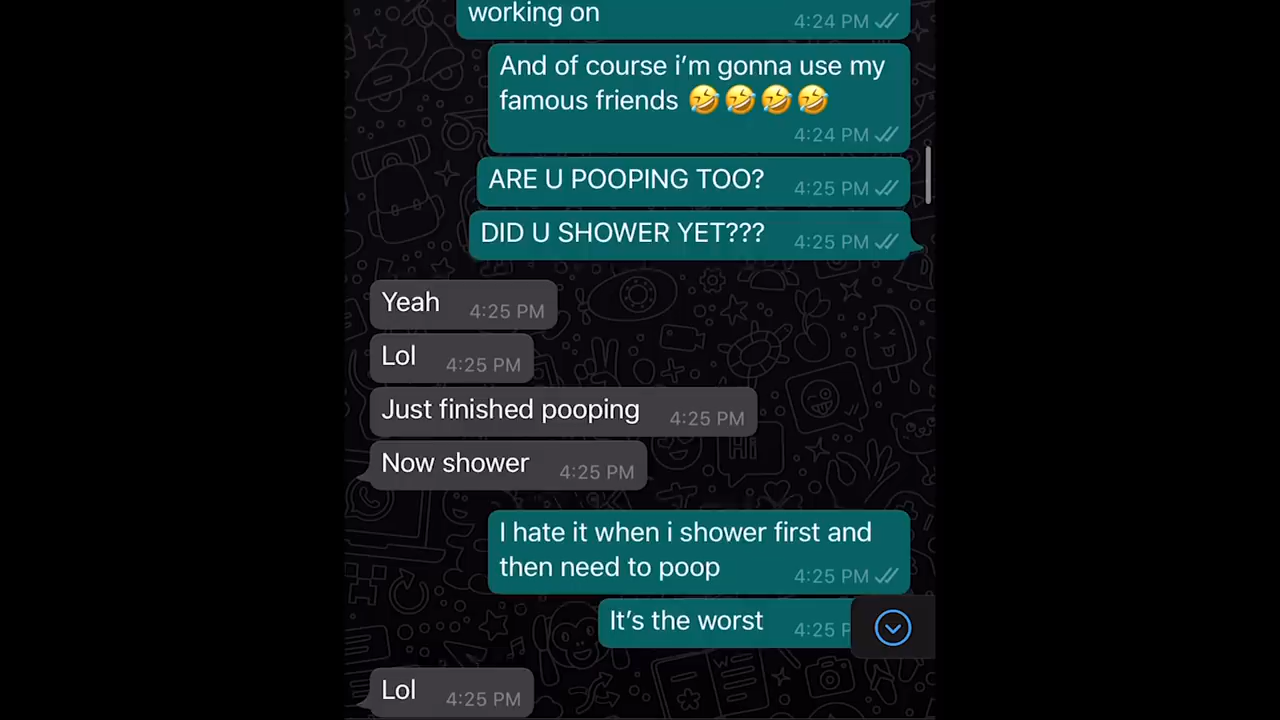 working on
4:24 PM
And of course i'm gonna use my
famous friends 🤣🤣🤣🤣
4:24 PM
ARE U POOPING TOO? 4:25 PM
DID U SHOWER YET??? 4:25 PM
Yeah 4:25 PM
Lol 4:25 PM
Just finished pooping 4:25 PM
Now shower 4:25 PM
I hate it when i shower first and
then need to poop 4:25 PM
It's the worst 4:25 P
Lol 4:25 PM
Hi